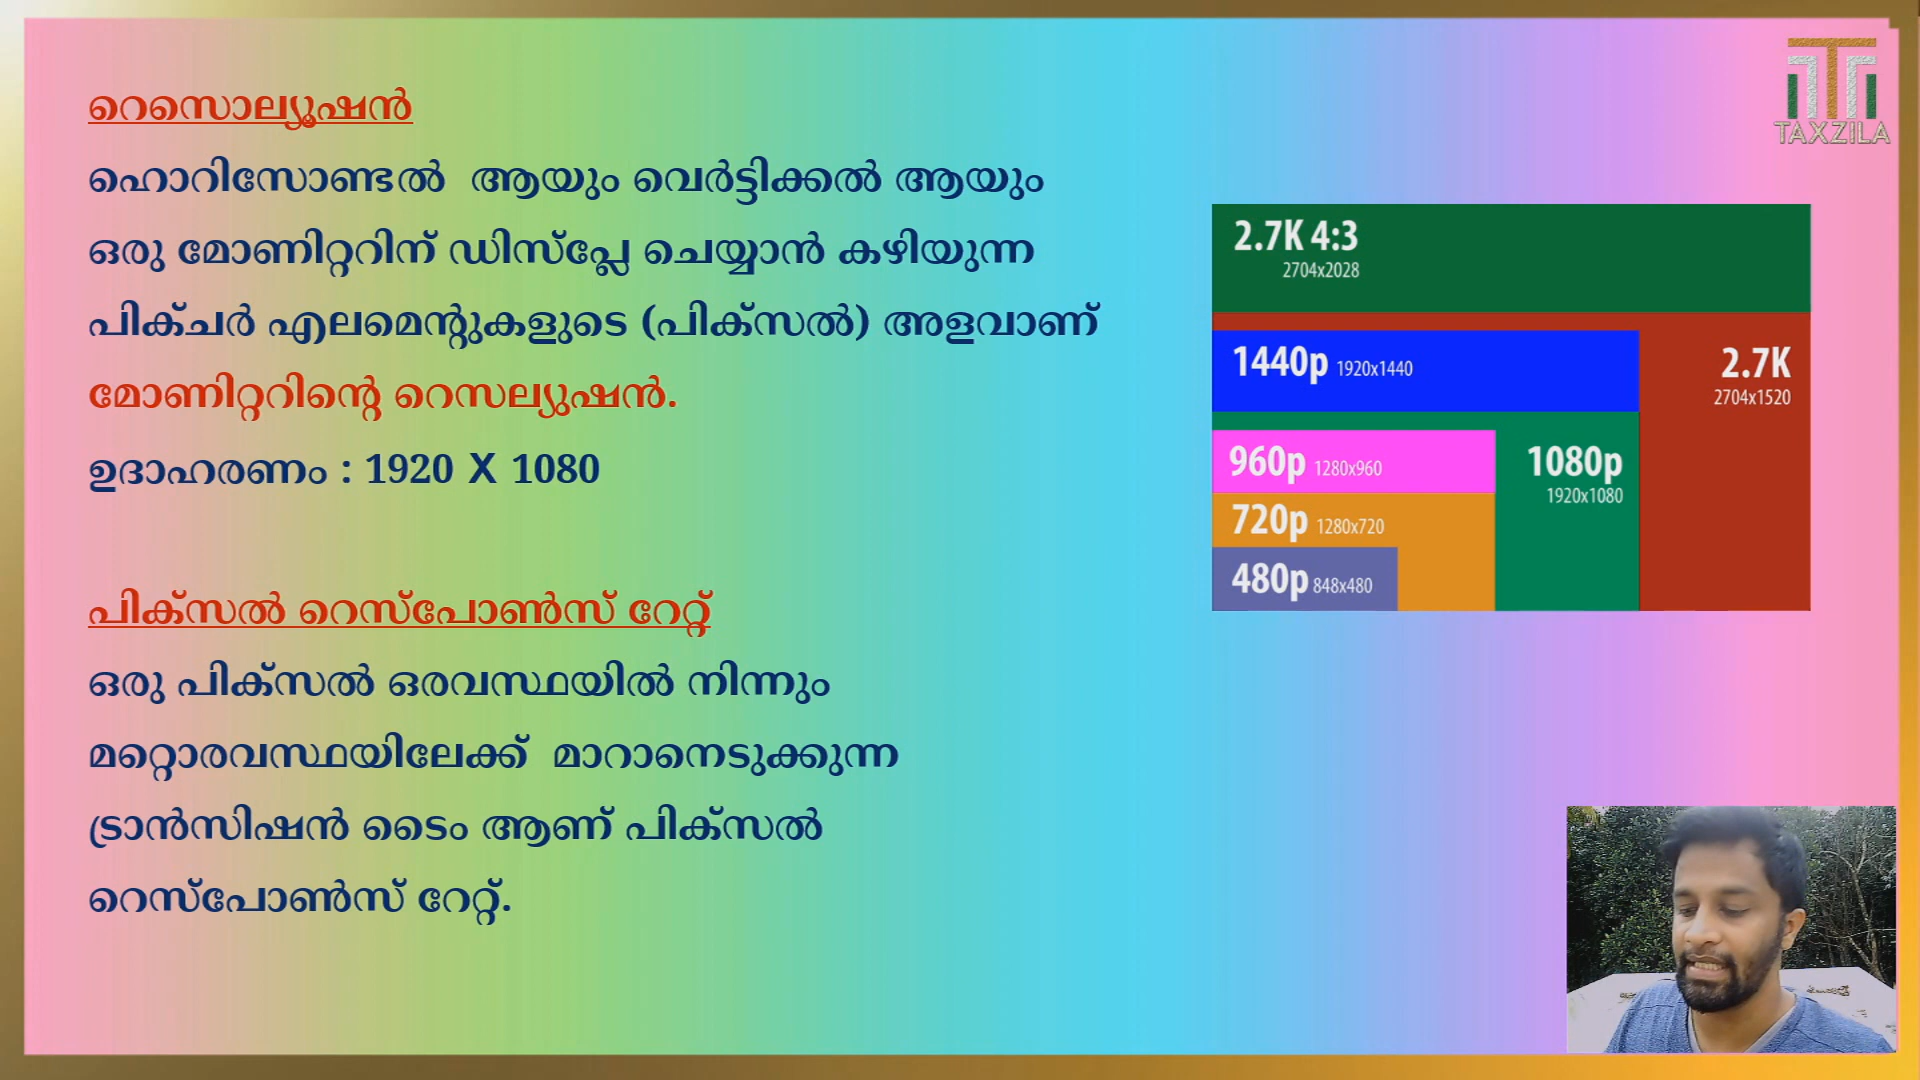 റെസൊല്യൂഷൻ
ഹൊറിസോണ്ടൽ ആയും വെർട്ടിക്കൽ ആയും
ഒരു മോണിറ്ററിന് ഡിസ്പ്ലേ ചെയ്യാൻ കഴിയുന്ന
പിക്ചർ എലമെന്റുകളുടെ (പിക്സൽ) അളവാണ്
മോണിറ്ററിന്റെ റെസല്യുഷൻ.
ഉദാഹരണം : 1920 X 1080
പിക്സൽ റെസ്പോൺസ് റേറ്റ്
ഒരു പിക്സൽ ഒരവസ്ഥയിൽ നിന്നും
മറ്റൊരവസ്ഥയിലേക്ക് മാറാനെടുക്കുന്ന
ട്രാൻസിഷൻ ടൈം ആണ് പിക്സൽ
റെസ്പോൺസ് റേറ്റ്.
TAXZILA
2.7K 4:3
2704x2028
1440p 1920x1440
2.7K
2704x1520
960p 1280x960
1080p
1920x1080
720p 1280x720
480p 848x480